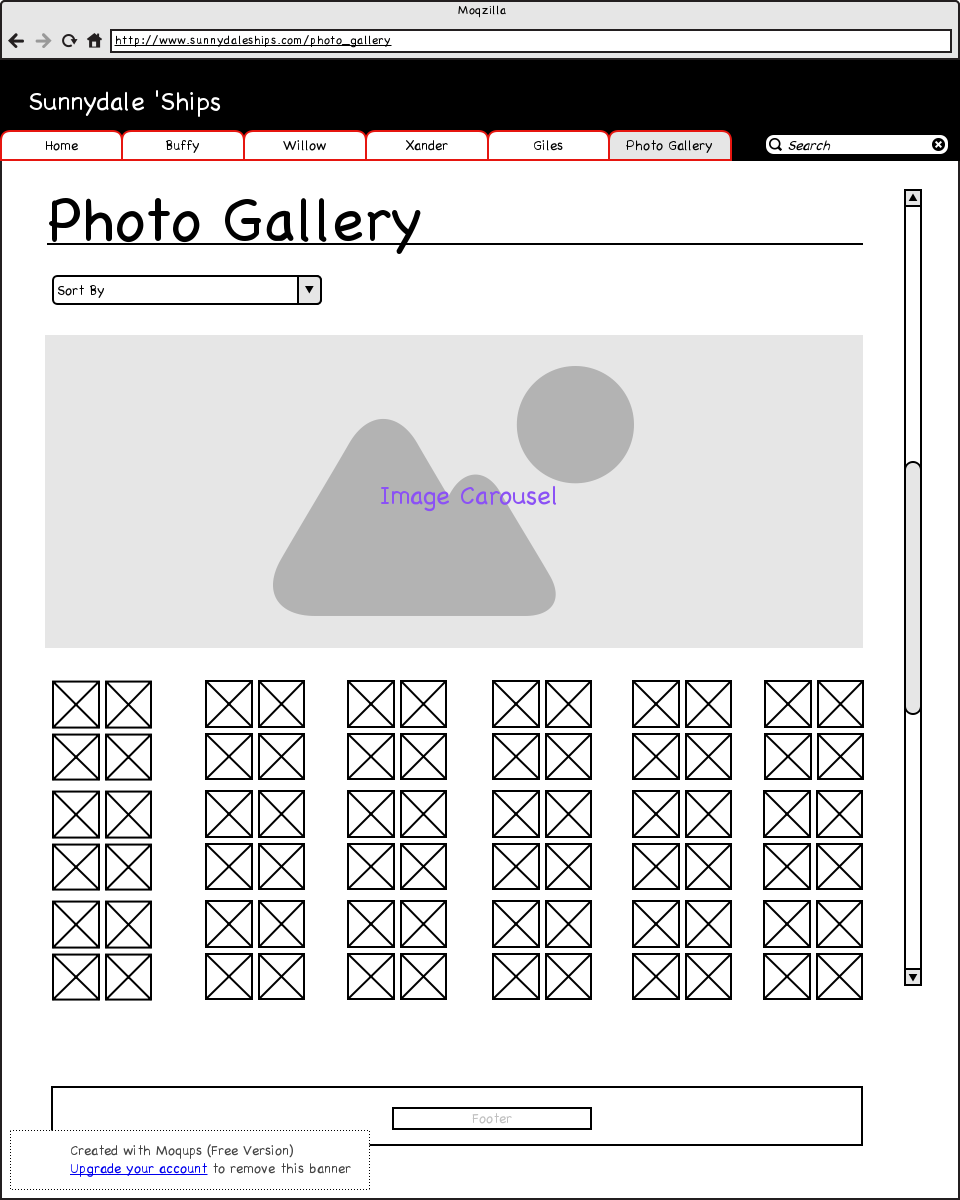 Moqzilla
http://www.sunnydaleships.com/photo_gallery
Sunnydale 'Ships
Home
Buffy
Willow
Xander
Giles
Photo Gallery
Search
Photo Gallery
Sort By
Image Carousel
Footer
Created with Moqups (Free Version)
Upgrade your account to remove this banner